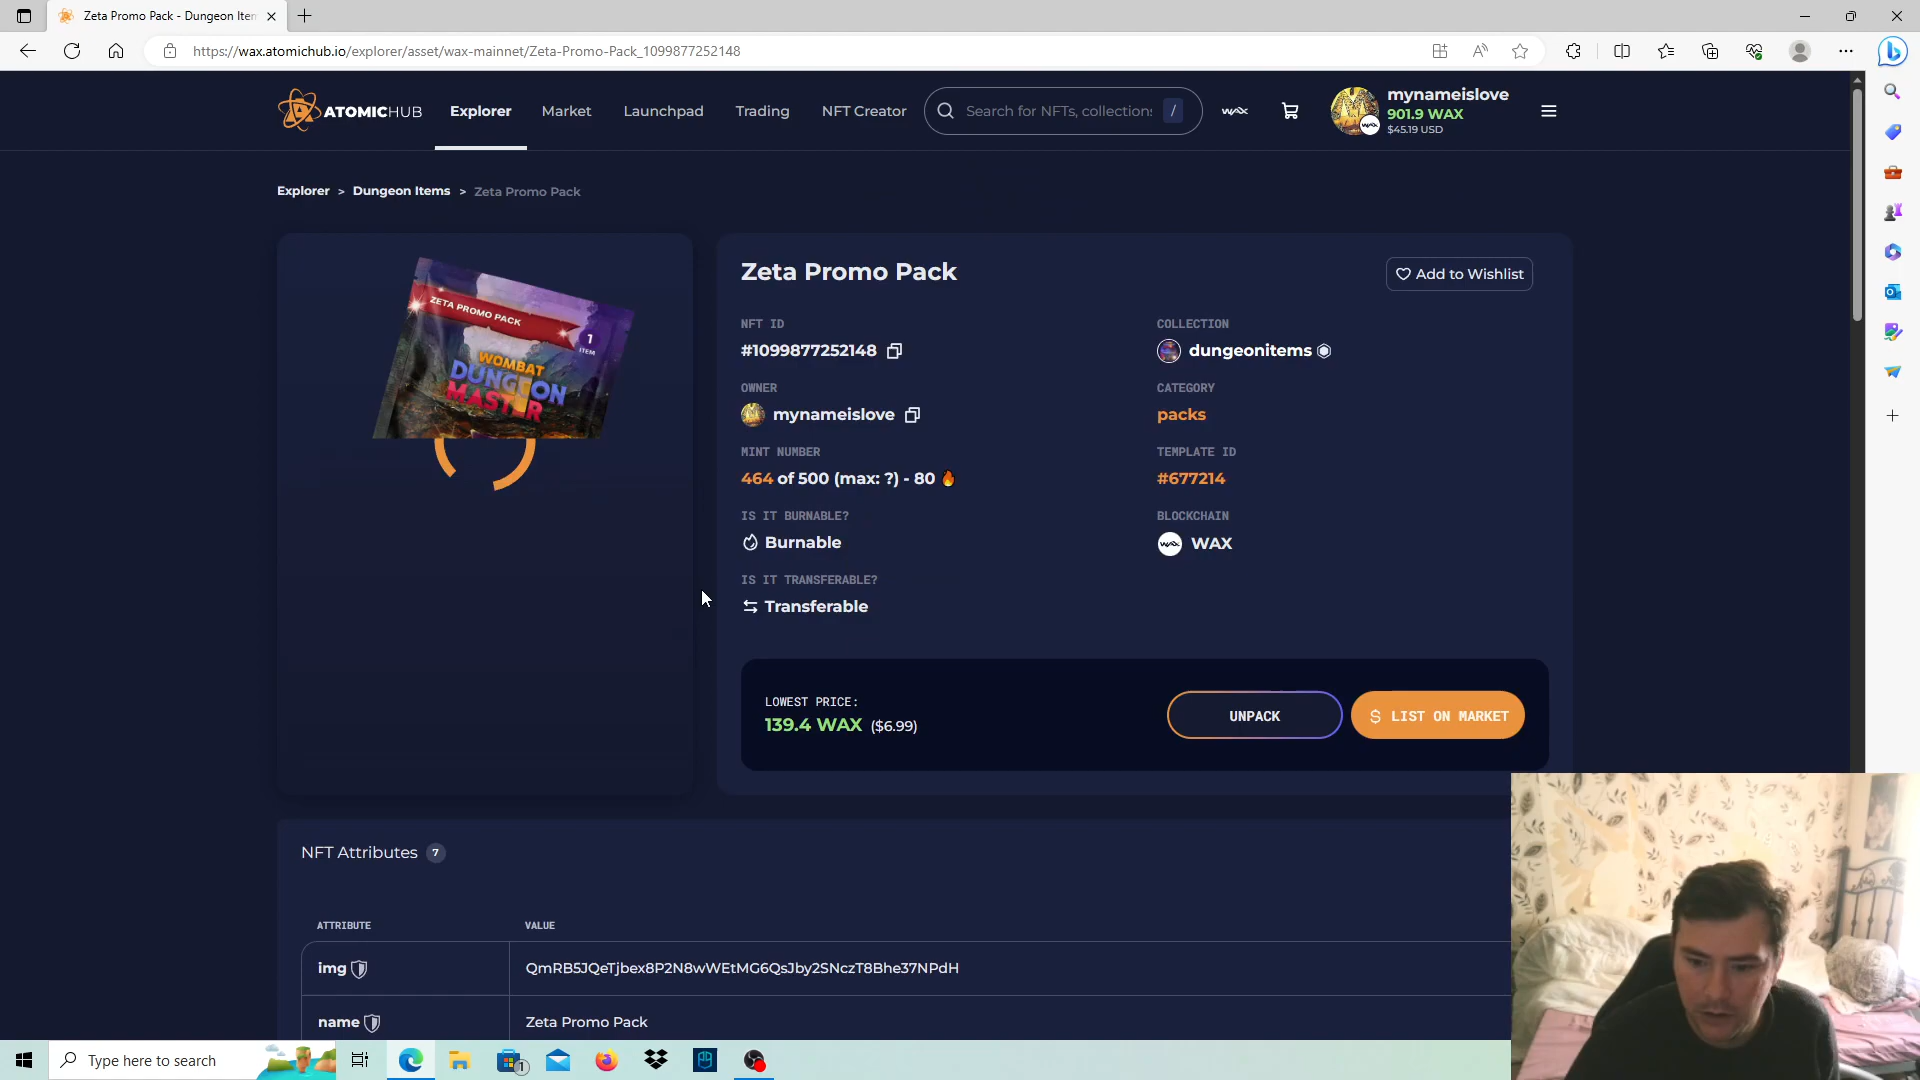 Zeta Promo Pack - Dungeon Item
https://wax.atomichub.io/explorer/asset/wax-mainnet/Zeta-Promo-Pack_1099877252148
ATOMICHUB
Explorer
Market
Launchpad
Trading
NFT Creator
Search for NFTs, collections
/
mynameislove
901.9 WAX
$45.19 USD
Explorer > Dungeon Items > Zeta Promo Pack
ZETA PROMO PACK
1
ITEM
WOMBAT
DUNGEON
MASTER
Zeta Promo Pack
Add to Wishlist
NFT ID
#1099877252148
COLLECTION
dungeonitems
OWNER
mynameislove
CATEGORY
packs
MINT NUMBER
464 of 500 (max: ?) - 80
TEMPLATE ID
#677214
IS IT BURNABLE?
Burnable
BLOCKCHAIN
WAX
IS IT TRANSFERABLE?
Transferable
LOWEST PRICE:
139.4 WAX ($6.99)
UNPACK
$ LIST ON MARKET
NFT Attributes 7
ATTRIBUTE
VALUE
img
QmRB5JQeTjbex8P2N8wWEtMG6QsJby2SNczT8Bhe37NPdH
name
Zeta Promo Pack
Type here to search
1